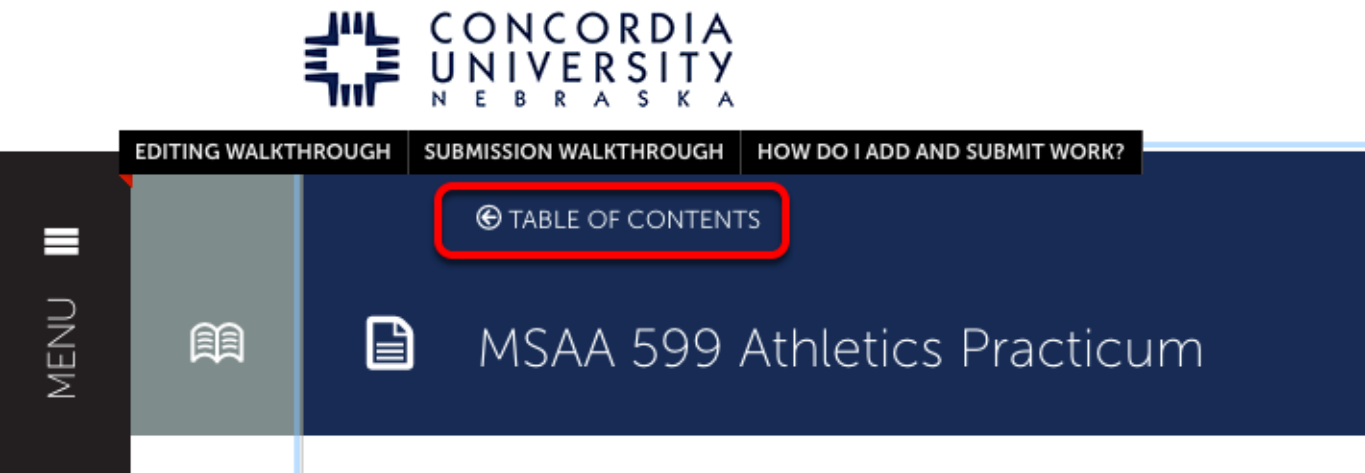 CONCORDIA
UNIVERSITY
NEBRASKA
EDITING WALKTHROUGH SUBMISSION WALKTHROUGH HOW DO I ADD AND SUBMIT WORK?
TABLE OF CONTENTS
MENU
MSAA 599 Athletics Practicum